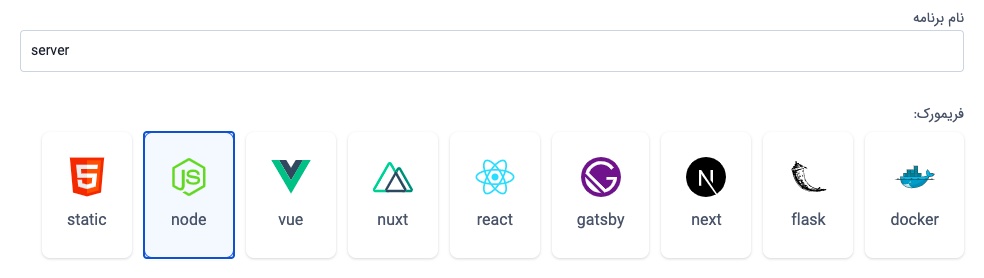 نام برنامه
server
فریمورک:
static node vue nuxt react gatsby next flask docker